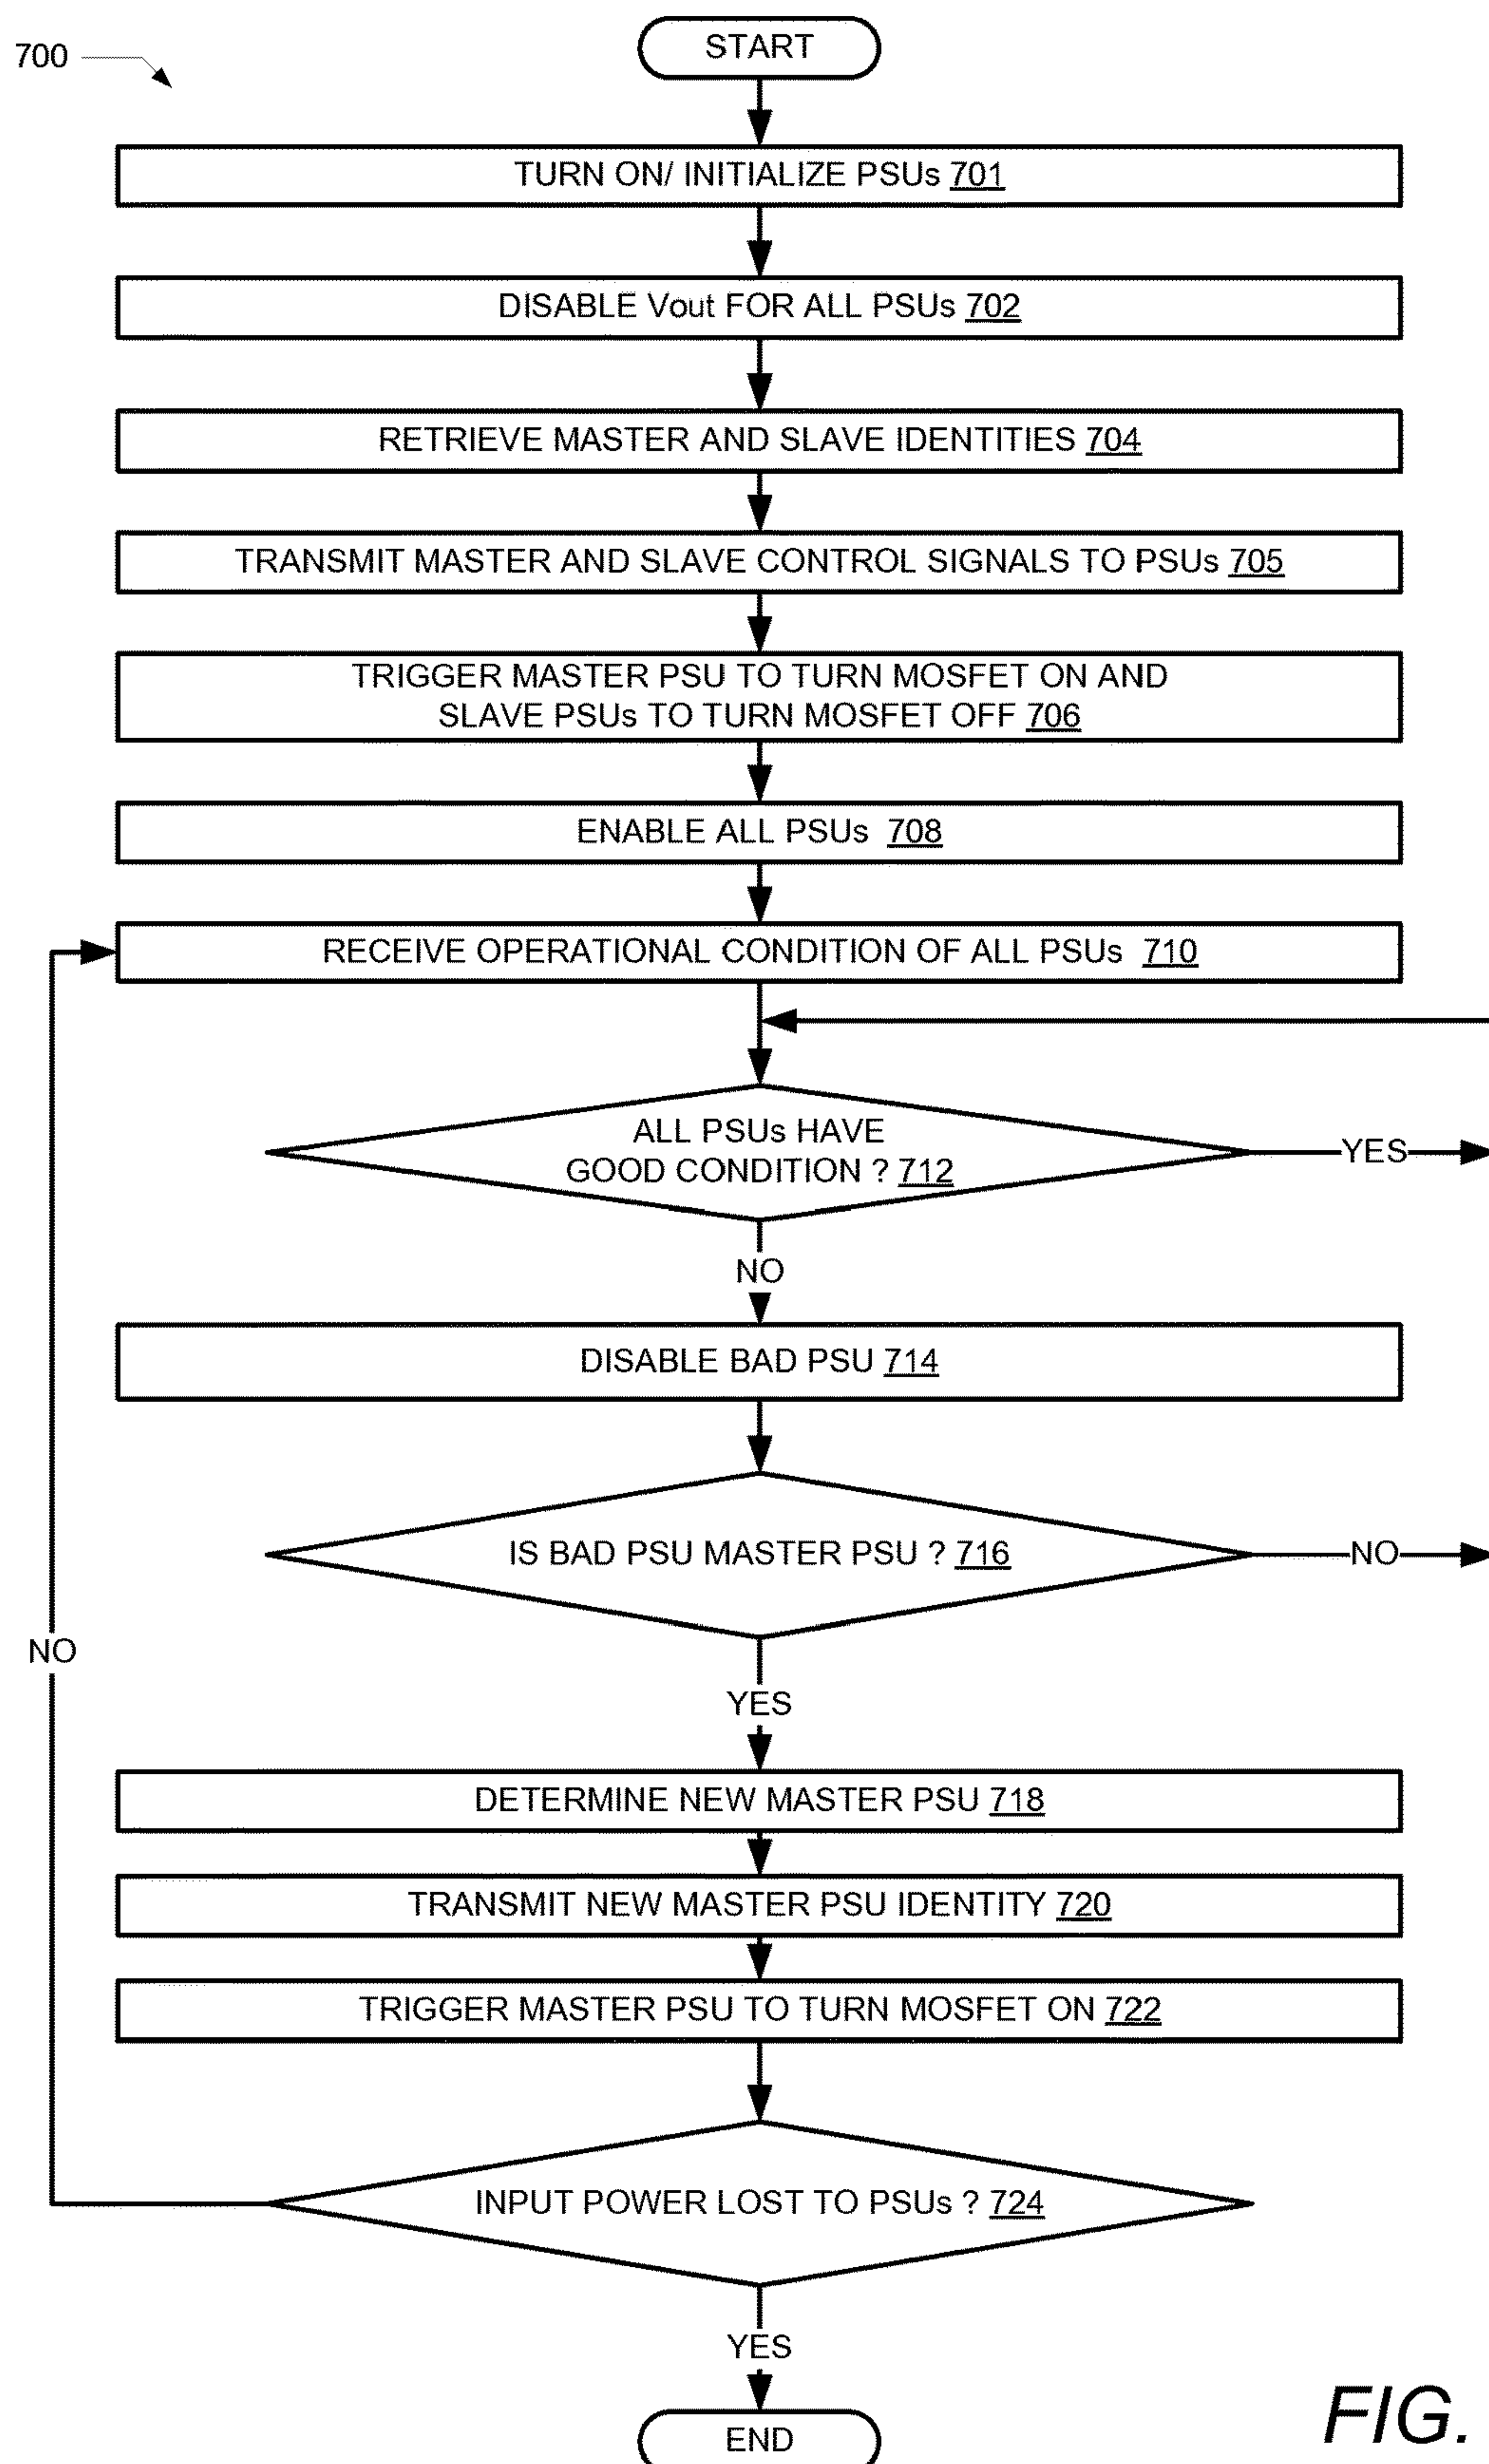 700
START
TURN ON/ INITIALIZE PSUs 701
DISABLE Vout FOR ALL PSUs 702
RETRIEVE MASTER AND SLAVE IDENTITIES 704
TRANSMIT MASTER AND SLAVE CONTROL SIGNALS TO PSUs 705
TRIGGER MASTER PSU TO TURN MOSFET ON AND
SLAVE PSUs TO TURN MOSFET OFF 706
ENABLE ALL PSUs 708
RECEIVE OPERATIONAL CONDITION OF ALL PSUs 710
ALL PSUs HAVE
GOOD CONDITION ? 712
YES
NO
DISABLE BAD PSU 714
IS BAD PSU MASTER PSU ? 716
NO
NO
YES
DETERMINE NEW MASTER PSU 718
TRANSMIT NEW MASTER PSU IDENTITY 720
TRIGGER MASTER PSU TO TURN MOSFET ON 722
INPUT POWER LOST TO PSUs ? 724
YES
END
FIG.